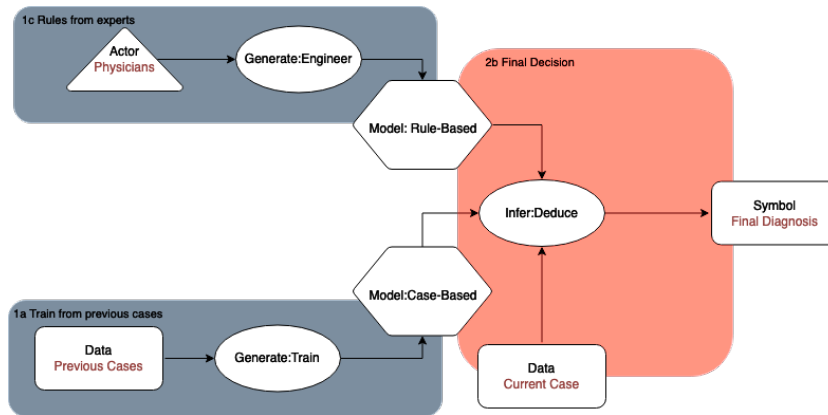 1c Rules from experts
Actor
Physicians
Generate:Engineer
2b Final Decision
Model: Rule-Based
Infer:Deduce
Symbol
Final Diagnosis
Model:Case-Based
1a Train from previous cases
Data
Previous Cases
Generate:Train
Data
Current Case